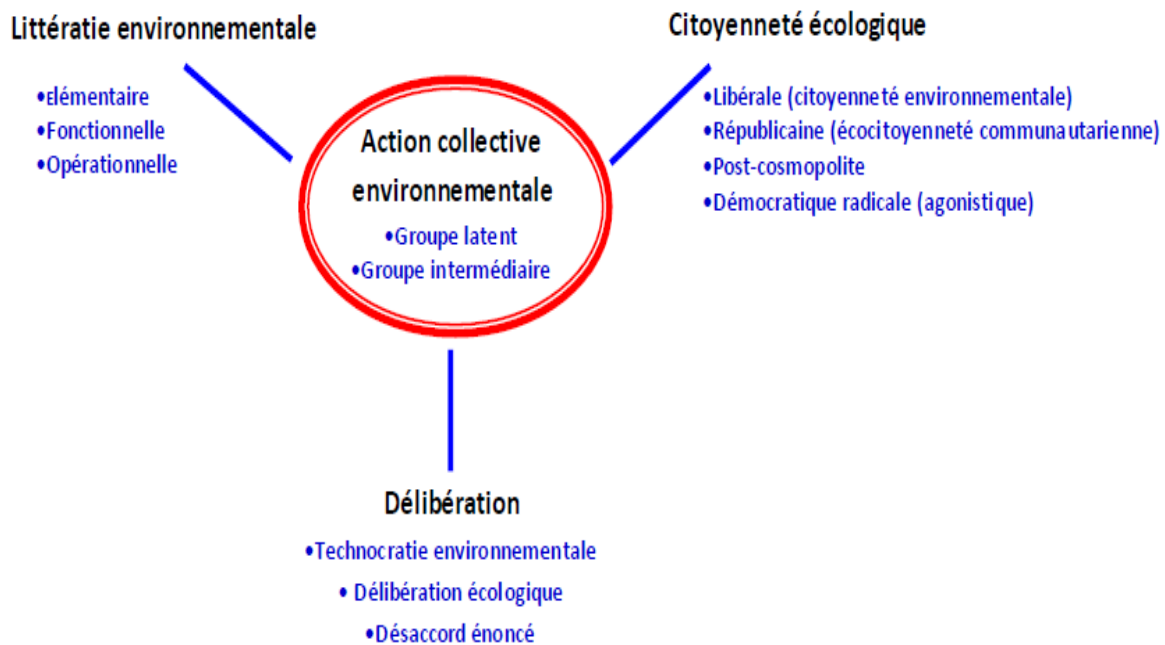 Littératie environnementale
•Elémentaire
•Fonctionnelle
•Opérationnelle
Citoyenneté écologique
•Libérale (citoyenneté environnementale)
•Républicaine (écocitoyenneté communautarienne)
•Post-cosmopolite
•Démocratique radicale (agonistique)
Action collective
environnementale
•Groupe latent
•Groupe intermédiaire
Délibération
•Technocratie environnementale
• Délibération écologique
•Désaccord énoncé